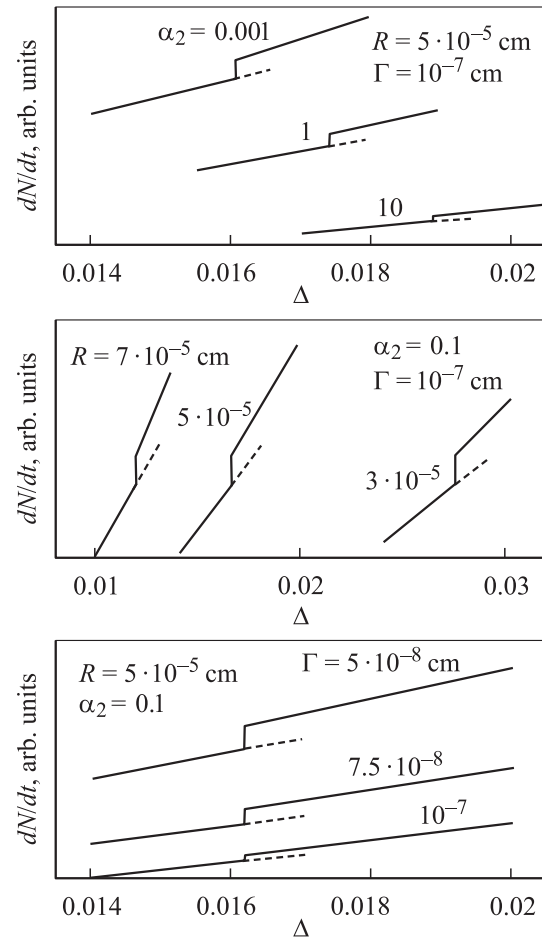 α₂ = 0.001
R = 5 · 10⁻⁵ cm
Γ = 10⁻⁷ cm
1
10
dN/dt, arb. units
0.014 0.016 0.018 0.02
Δ
R = 7 · 10⁻⁵ cm
α₂ = 0.1
Γ = 10⁻⁷ cm
5 · 10⁻⁵
3 · 10⁻⁵
dN/dt, arb. units
0.01 0.02 0.03
Δ
R = 5 · 10⁻⁵ cm
α₂ = 0.1
Γ = 5 · 10⁻⁸ cm
7.5 · 10⁻⁸
10⁻⁷
dN/dt, arb. units
0.014 0.016 0.018 0.02
Δ